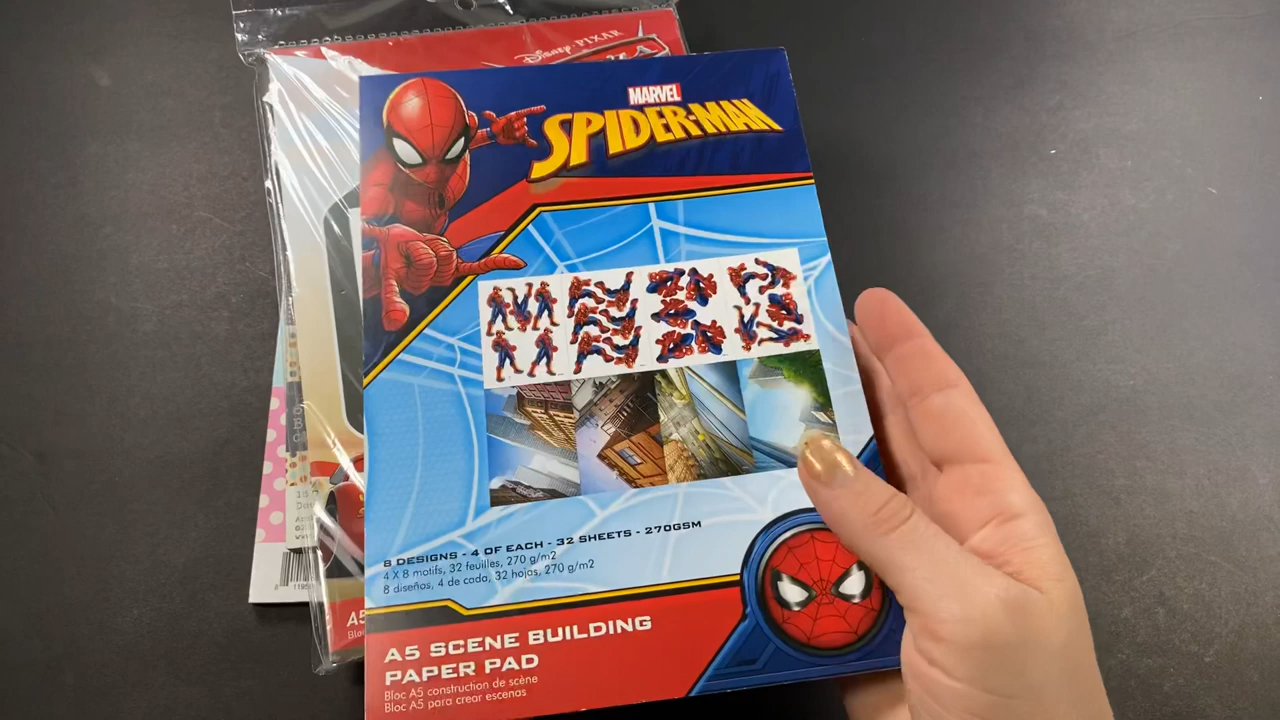 Disney·PIXAR
MARVEL
SPIDER-MAN
8 DESIGNS - 4 OF EACH - 32 SHEETS - 270GSM
4 X 8 motifs, 32 feuilles, 270 g/m2
8 diseños, 4 de cada, 32 hojas, 270 g/m2
A5 SCENE BUILDING
PAPER PAD
Bloc A5 construction de scène
Bloc A5 para crear escenas
A5